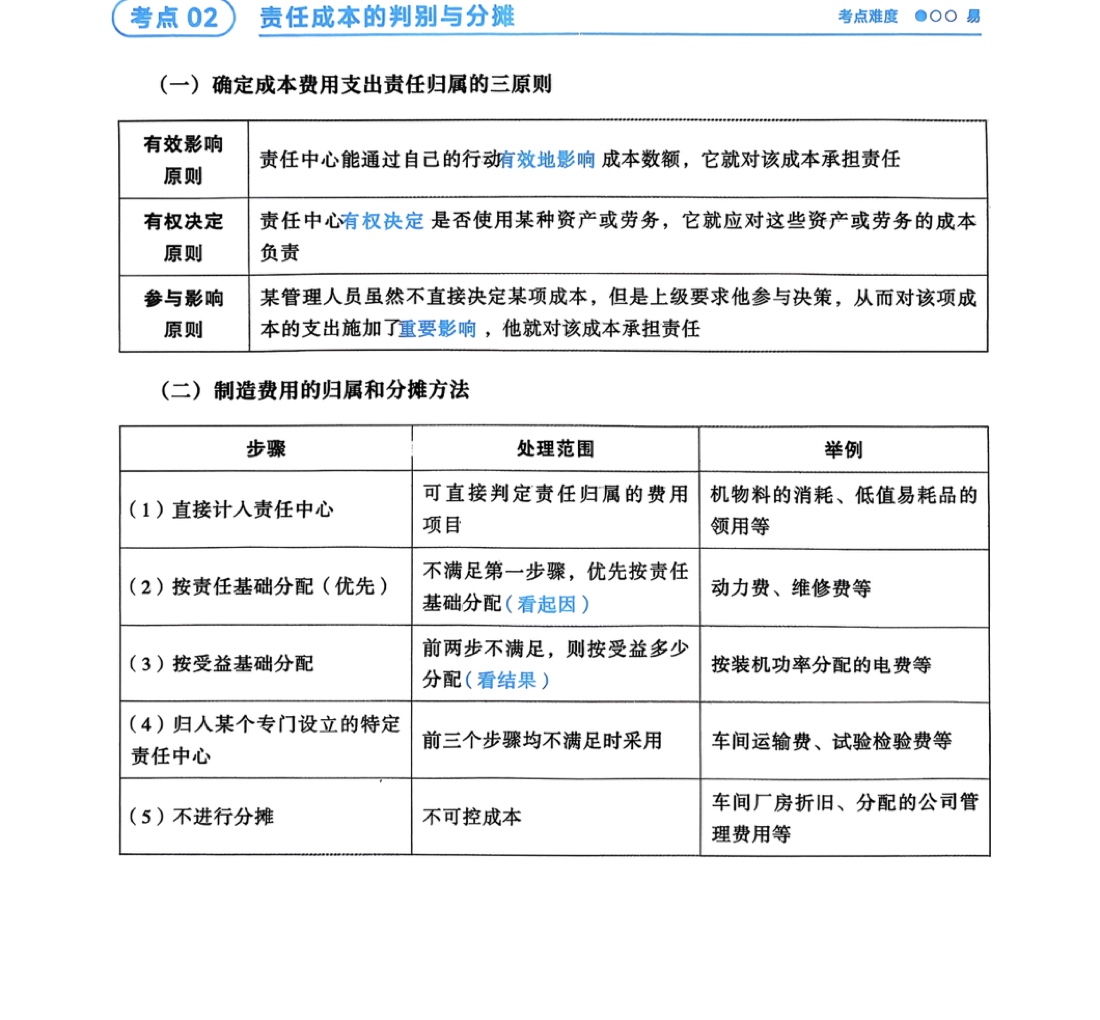 考点 02 责任成本的判别与分摊 考点难度 易
（一）确定成本费用支出责任归属的三原则
有效影响
原则
责任中心能通过自己的行动有效地影响 成本数额，它就对该成本承担责任
有权决定
原则
责任中心有权决定 是否使用某种资产或劳务，它就应对这些资产或劳务的成本
负责
参与影响
原则
某管理人员虽然不直接决定某项成本，但是上级要求他参与决策，从而对该项成
本的支出施加了重要影响 ，他就对该成本承担责任
（二）制造费用的归属和分摊方法
步骤 处理范围 举例
（1）直接计人责任中心
可直接判定责任归属的费用
项目
机物料的消耗、低值易耗品的
领用等
（2）按责任基础分配（优先）
不满足第一步骤，优先按责任
基础分配（看起因）
动力费、维修费等
（3）按受益基础分配
前两步不满足，则按受益多少
分配（看结果）
按装机功率分配的电费等
（4）归人某个专门设立的特定
责任中心
前三个步骤均不满足时采用
车间运输费、试验检验费等
（5）不进行分摊
不可控成本
车间厂房折旧、分配的公司管
理费用等